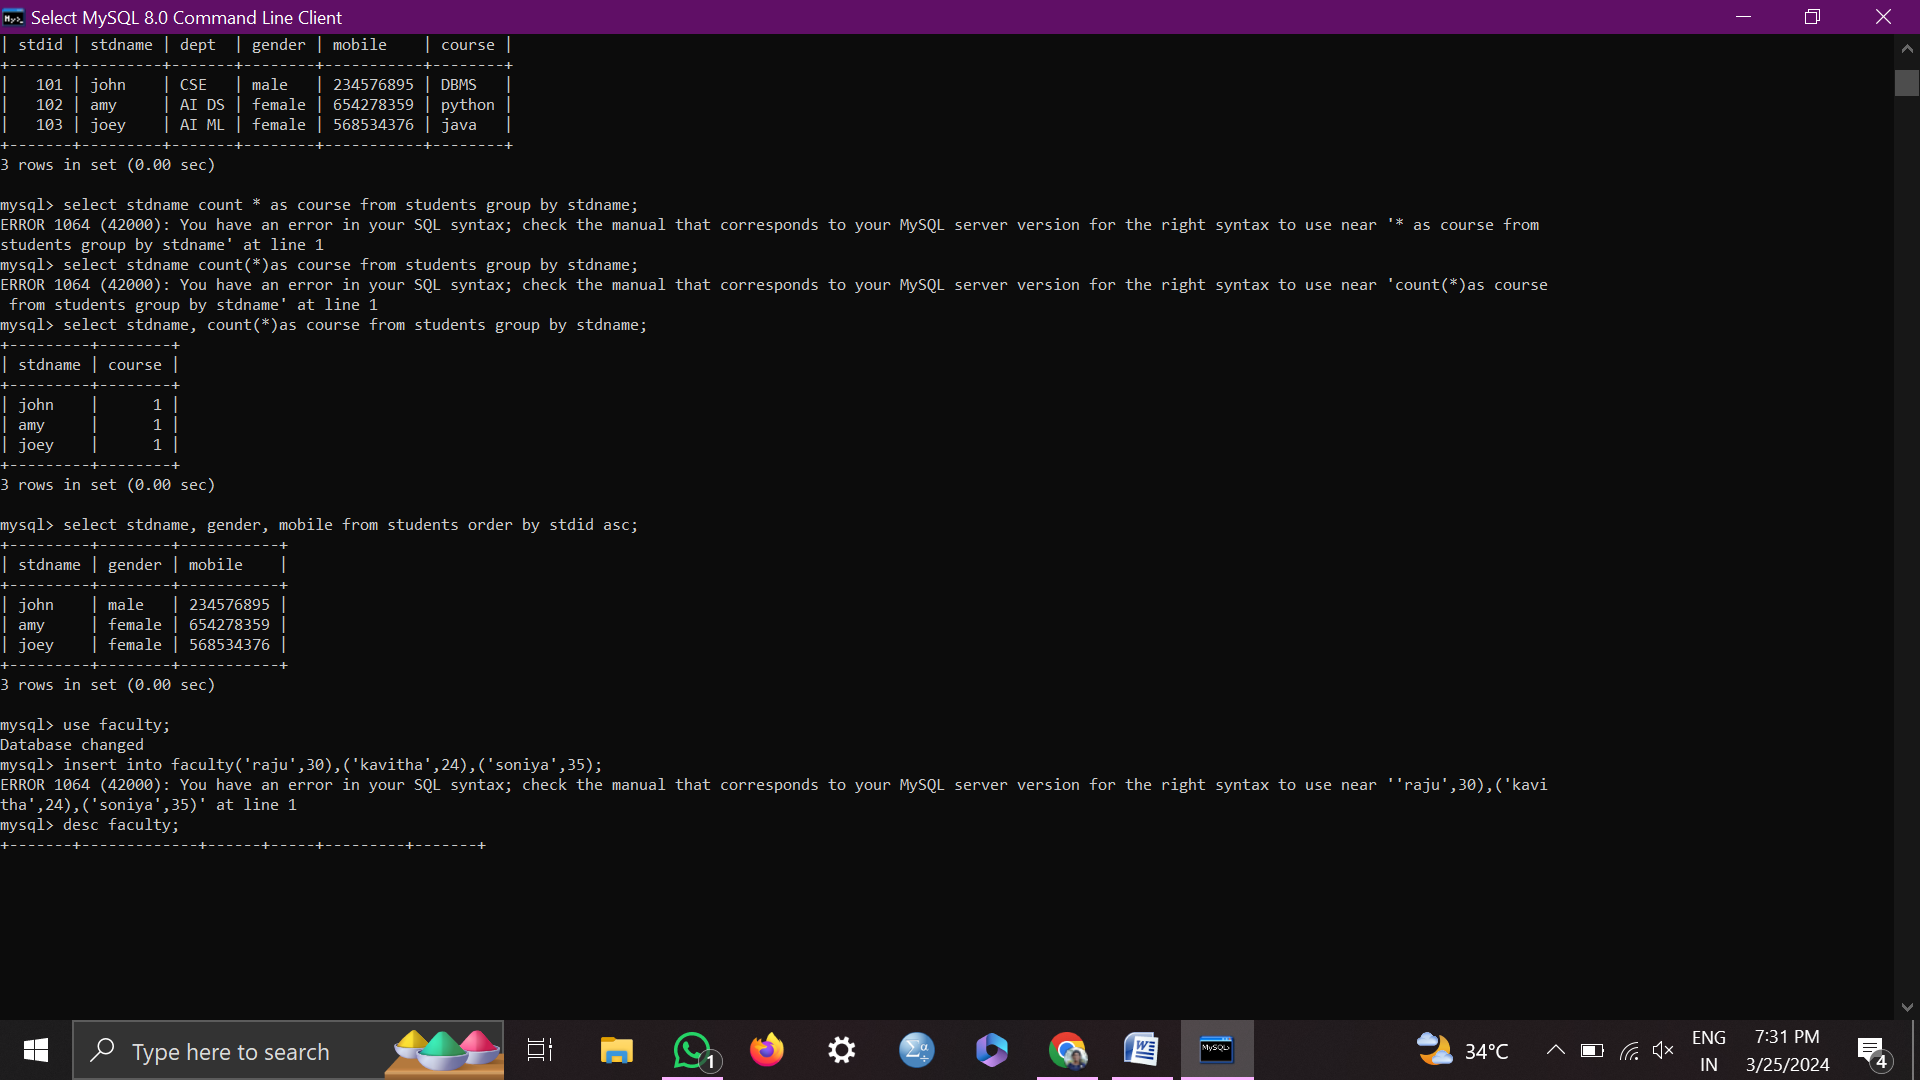 Select MySQL 8.0 Command Line Client
| stdid | stdname | dept  | gender | mobile    | course |
+-------+---------+-------+--------+-----------+--------+
|   101 | john    | CSE   | male   | 234576895 | DBMS   |
|   102 | amy     | AI DS | female | 654278359 | python |
|   103 | joey    | AI ML | female | 568534376 | java   |
+-------+---------+-------+--------+-----------+--------+
3 rows in set (0.00 sec)
mysql> select stdname count * as course from students group by stdname;
ERROR 1064 (42000): You have an error in your SQL syntax; check the manual that corresponds to your MySQL server version for the right syntax to use near '* as course from
students group by stdname' at line 1
mysql> select stdname count(*)as course from students group by stdname;
ERROR 1064 (42000): You have an error in your SQL syntax; check the manual that corresponds to your MySQL server version for the right syntax to use near 'count(*)as course
 from students group by stdname' at line 1
mysql> select stdname, count(*)as course from students group by stdname;
+---------+--------+
| stdname | course |
+---------+--------+
| john    |      1 |
| amy     |      1 |
| joey    |      1 |
+---------+--------+
3 rows in set (0.00 sec)
mysql> select stdname, gender, mobile from students order by stdid asc;
+---------+--------+-----------+
| stdname | gender | mobile    |
+---------+--------+-----------+
| john    | male   | 234576895 |
| amy     | female | 654278359 |
| joey    | female | 568534376 |
+---------+--------+-----------+
3 rows in set (0.00 sec)
mysql> use faculty;
Database changed
mysql> insert into faculty('raju',30),('kavitha',24),('soniya',35);
ERROR 1064 (42000): You have an error in your SQL syntax; check the manual that corresponds to your MySQL server version for the right syntax to use near ''raju',30),('kavi
tha',24),('soniya',35)' at line 1
mysql> desc faculty;
+-------+-------------+------+-----+---------+-------+
Type here to search
1
MySQL>
34°C
ENG
IN
7:31 PM
3/25/2024
4